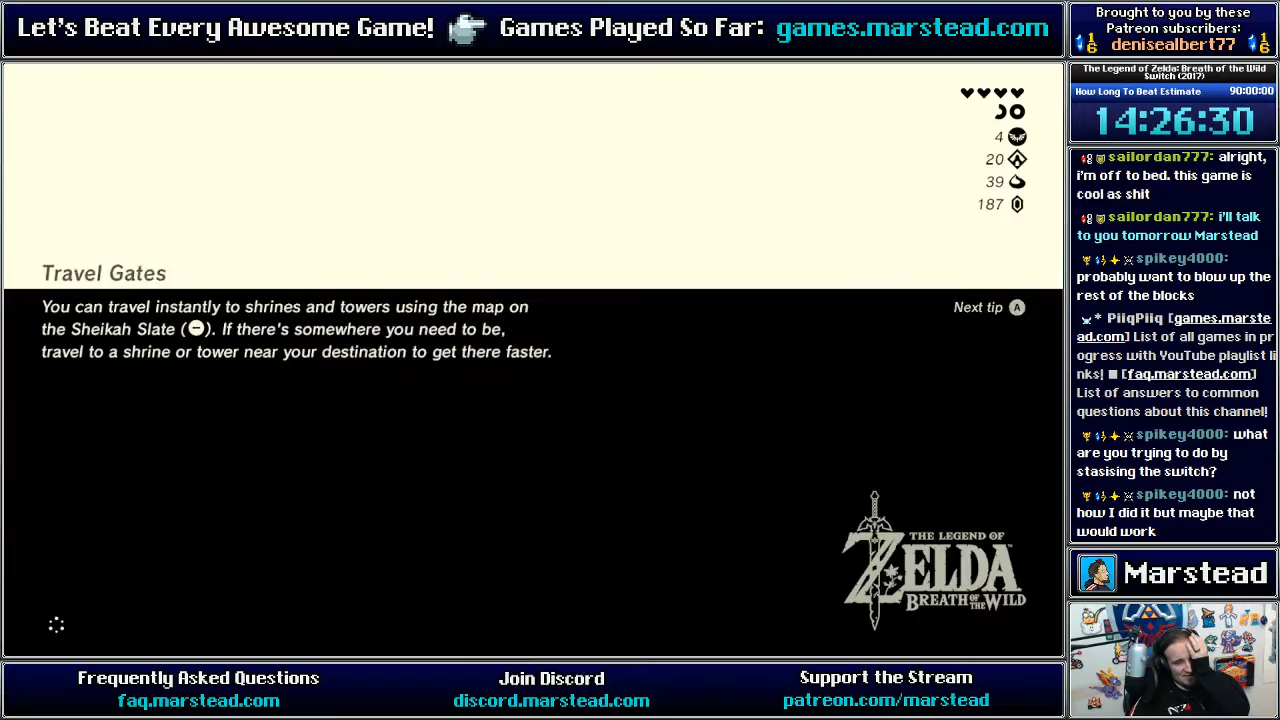 Let's Beat Every Awesome Game!
Games Played So Far: games.marstead.com
Brought to you by these
Patreon subscribers:
denisealbert77
The Legend of Zelda: Breath of the Wild
Switch (2017)
How Long To Beat Estimate 90:00:00
14:26:30
4
20
39
187
Travel Gates
You can travel instantly to shrines and towers using the map on
the Sheikah Slate (−). If there's somewhere you need to be,
travel to a shrine or tower near your destination to get there faster.
Next tip A
THE LEGEND OF
ZELDA
BREATH OF THE WILD
sailordan777: alright,
i'm off to bed. this game is
cool as shit
sailordan777: i'll talk
to you tomorrow Marstead
spikey4000:
probably want to blow up the
rest of the blocks
* PliqPliq [games.marste
ad.com] List of all games in pr
ogress with YouTube playlist li
nks! ■ [faq.marstead.com]
List of answers to common
questions about this channel!
spikey4000: what
are you trying to do by
stasising the switch?
spikey4000: not
how I did it but maybe that
would work
Marstead
Frequently Asked Questions
faq.marstead.com
Join Discord
discord.marstead.com
Support the Stream
patreon.com/marstead